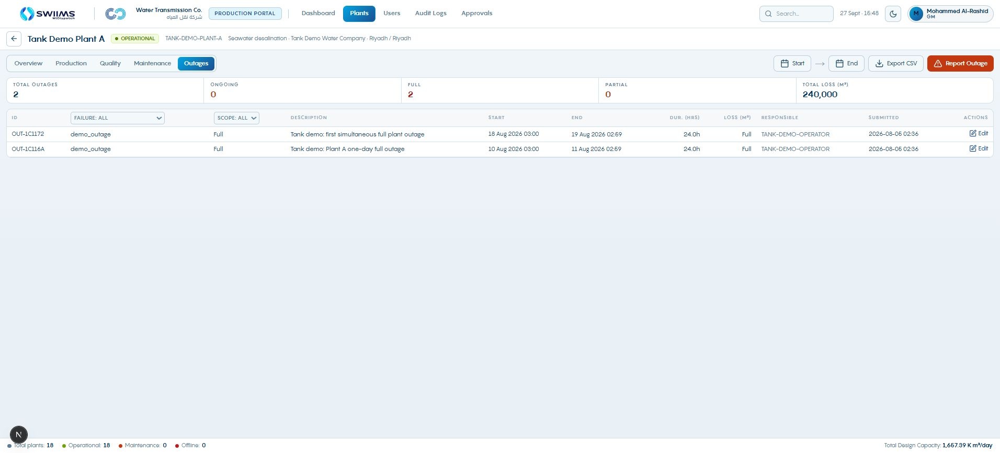 SWIIMS
WiDispatch
Water Transmission Co.
شركة نقل المياه
PRODUCTION PORTAL
Dashboard
Plants
Users
Audit Logs
Approvals
Search...
27 Sept · 15:48
M
Mohammed Al-Rashid
GM
Tank Demo Plant A
OPERATIONAL
TANK-DEMO-PLANT-A
Seawater desalination · Tank Demo Water Company · Riyadh / Riyadh
Overview
Production
Quality
Maintenance
Outages
Start
End
Export CSV
Report Outage
TOTAL OUTAGES
2
ONGOING
0
FULL
2
PARTIAL
0
TOTAL LOSS (M³)
240,000
ID FAILURE: ALL SCOPE: ALL DESCRIPTION START END DUR. (HRS) LOSS (M³) RESPONSIBLE SUBMITTED ACTIONS
OUT-1C1172 demo_outage Full Tank demo: first simultaneous full plant outage 18 Aug 2026 03:00 19 Aug 2026 02:59 24.0h Full TANK-DEMO-OPERATOR 2026-08-05 02:36 Edit
OUT-1C116A demo_outage Full Tank demo: Plant A one-day full outage 10 Aug 2026 03:00 11 Aug 2026 02:59 24.0h Full TANK-DEMO-OPERATOR 2026-08-05 02:36 Edit
N
Total plants: 18 Operational: 18 Maintenance: 0 Offline: 0
Total Design Capacity: 1,657.39 K m³/day